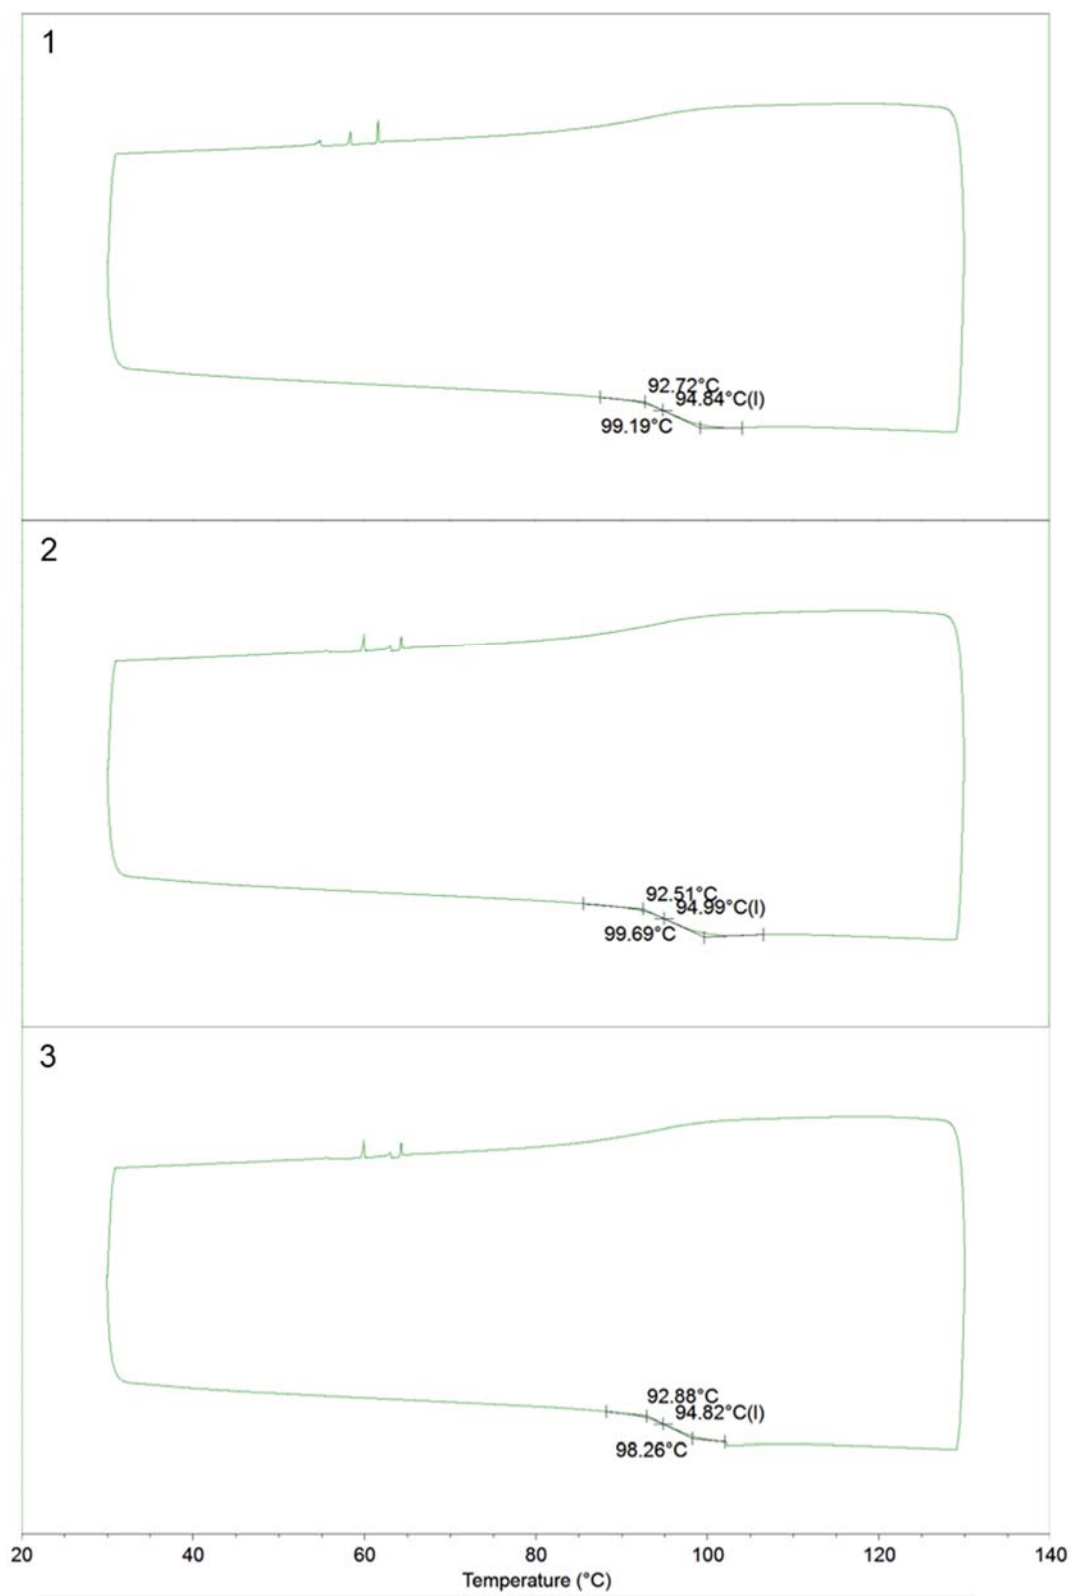 1
92.72°C
94.84°C(I)
99.19°C
2
92.51°C
94.99°C(I)
99.69°C
3
92.88°C
94.82°C(I)
98.26°C
20 40 60 80 100 120 140
Temperature (°C)